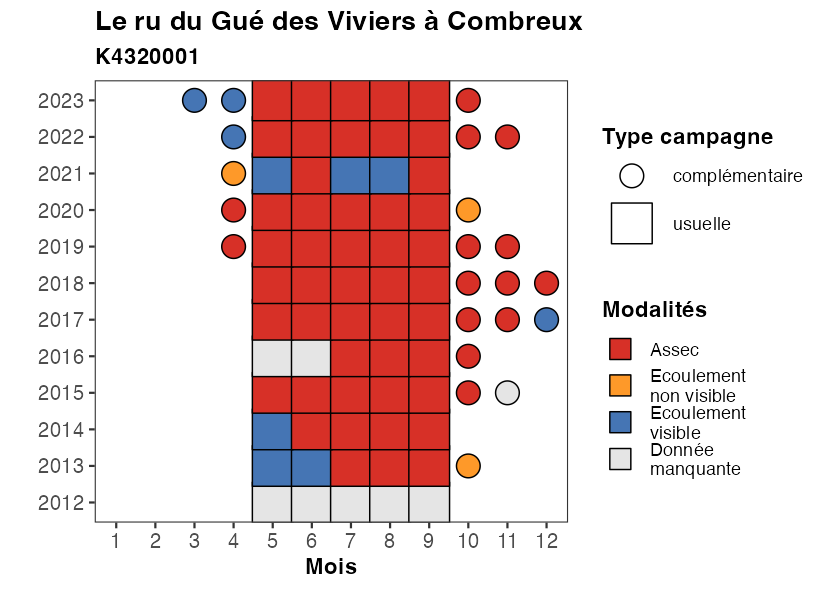 Le ru du Gué des Viviers à Combreux
K4320001
2023
2022
2021
2020
2019
2018
2017
2016
2015
2014
2013
2012
1 2 3 4 5 6 7 8 9 10 11 12
Mois
Type campagne
complémentaire
usuelle
Modalités
Assec
Ecoulement
non visible
Ecoulement
visible
Donnée
manquante